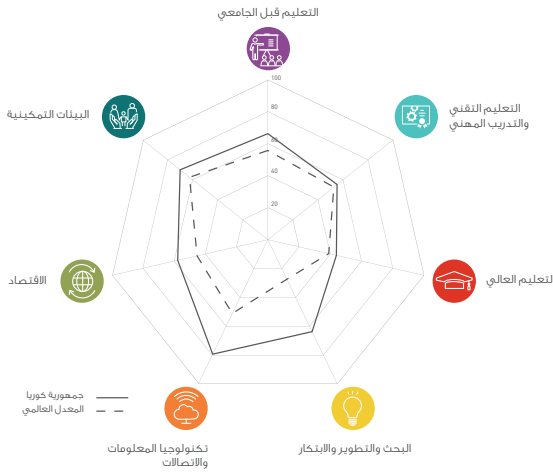 التعليم قبل الجامعي
100
80
60
40
20
التعليم التقني
والتدريب المهني
لتعليم العالي
البحث والتطوير والابتكار
تكنولوجيا المعلومات
والاتصالات
الاقتصاد
البيئات التمكينية
جمهورية كوريا
المعدل العالمي